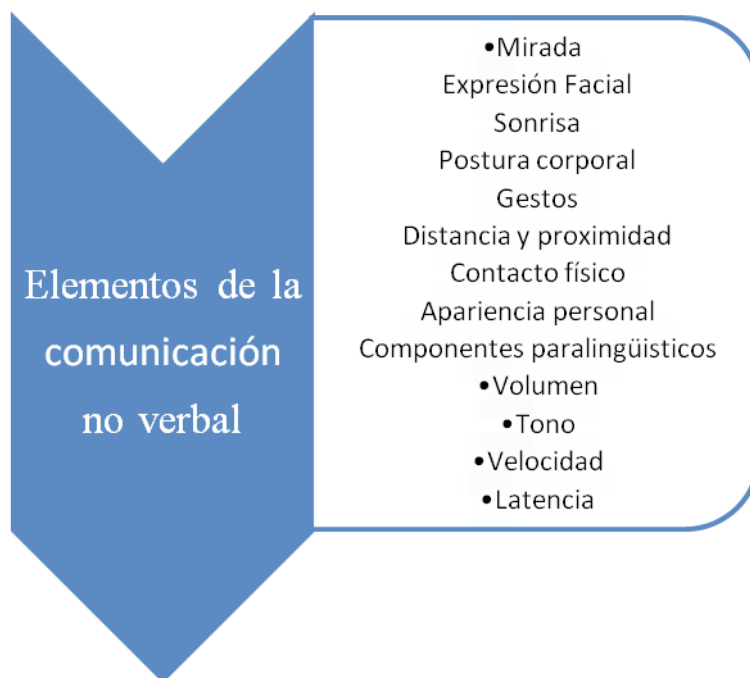 Elementos de la
comunicación
no verbal
•Mirada
Expresión Facial
Sonrisa
Postura corporal
Gestos
Distancia y proximidad
Contacto físico
Apariencia personal
Componentes paralingüisticos
•Volumen
•Tono
•Velocidad
•Latencia